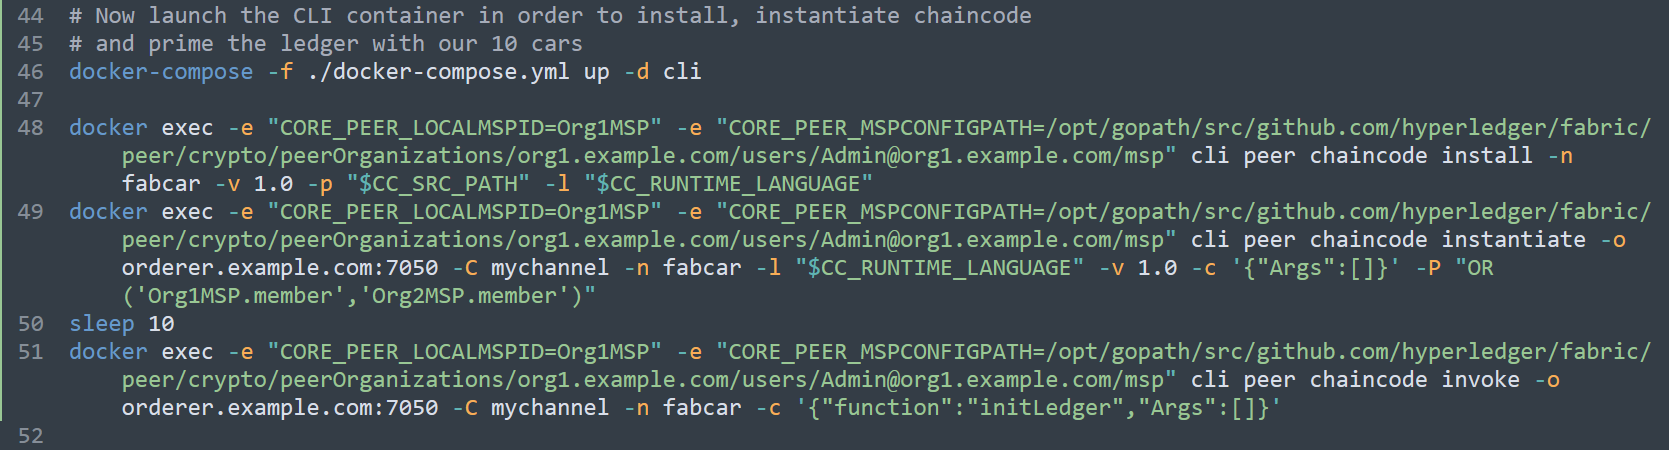 44 # Now launch the CLI container in order to install, instantiate chaincode
45 # and prime the ledger with our 10 cars
46 docker-compose -f ./docker-compose.yml up -d cli
47
48 docker exec -e "CORE_PEER_LOCALMSPID=Org1MSP" -e "CORE_PEER_MSPCONFIGPATH=/opt/gopath/src/github.com/hyperledger/fabric/
peer/crypto/peerOrganizations/org1.example.com/users/Admin@org1.example.com/msp" cli peer chaincode install -n
fabcar -v 1.0 -p "$CC_SRC_PATH" -l "$CC_RUNTIME_LANGUAGE"
49 docker exec -e "CORE_PEER_LOCALMSPID=Org1MSP" -e "CORE_PEER_MSPCONFIGPATH=/opt/gopath/src/github.com/hyperledger/fabric/
peer/crypto/peerOrganizations/org1.example.com/users/Admin@org1.example.com/msp" cli peer chaincode instantiate -o
orderer.example.com:7050 -C mychannel -n fabcar -l "$CC_RUNTIME_LANGUAGE" -v 1.0 -c '{"Args":[]}' -P "OR
('Org1MSP.member','Org2MSP.member')"
50 sleep 10
51 docker exec -e "CORE_PEER_LOCALMSPID=Org1MSP" -e "CORE_PEER_MSPCONFIGPATH=/opt/gopath/src/github.com/hyperledger/fabric/
peer/crypto/peerOrganizations/org1.example.com/users/Admin@org1.example.com/msp" cli peer chaincode invoke -o
orderer.example.com:7050 -C mychannel -n fabcar -c '{"function":"initLedger","Args":[]}'
52